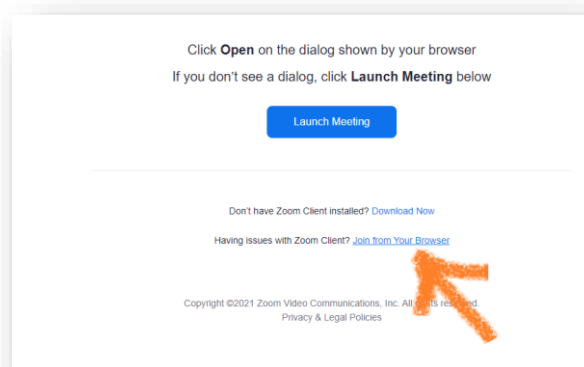 Click Open on the dialog shown by your browser
If you don't see a dialog, click Launch Meeting below
Launch Meeting
Don't have Zoom Client installed? Download Now
Having issues with Zoom Client? Join from Your Browser
Copyright ©2021 Zoom Video Communications, Inc. All
Privacy & Legal Policies